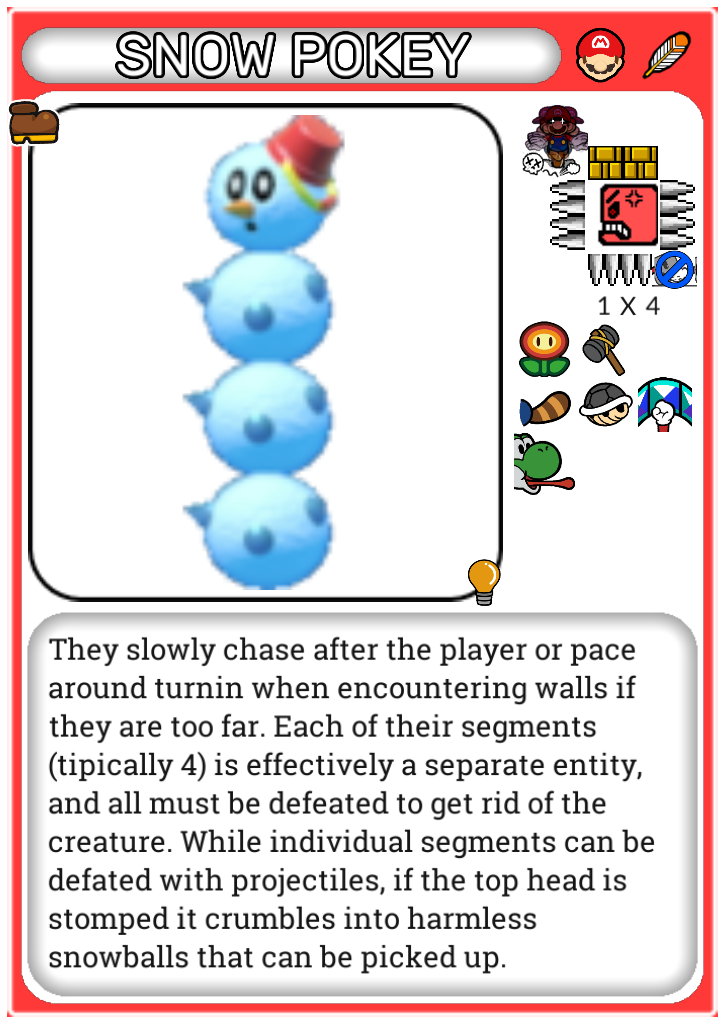 SNOW POKEY
1 X 4
They slowly chase after the player or pace
around turnin when encountering walls if
they are too far. Each of their segments
(tipically 4) is effectively a separate entity,
and all must be defeated to get rid of the
creature. While individual segments can be
defated with projectiles, if the top head is
stomped it crumbles into harmless
snowballs that can be picked up.